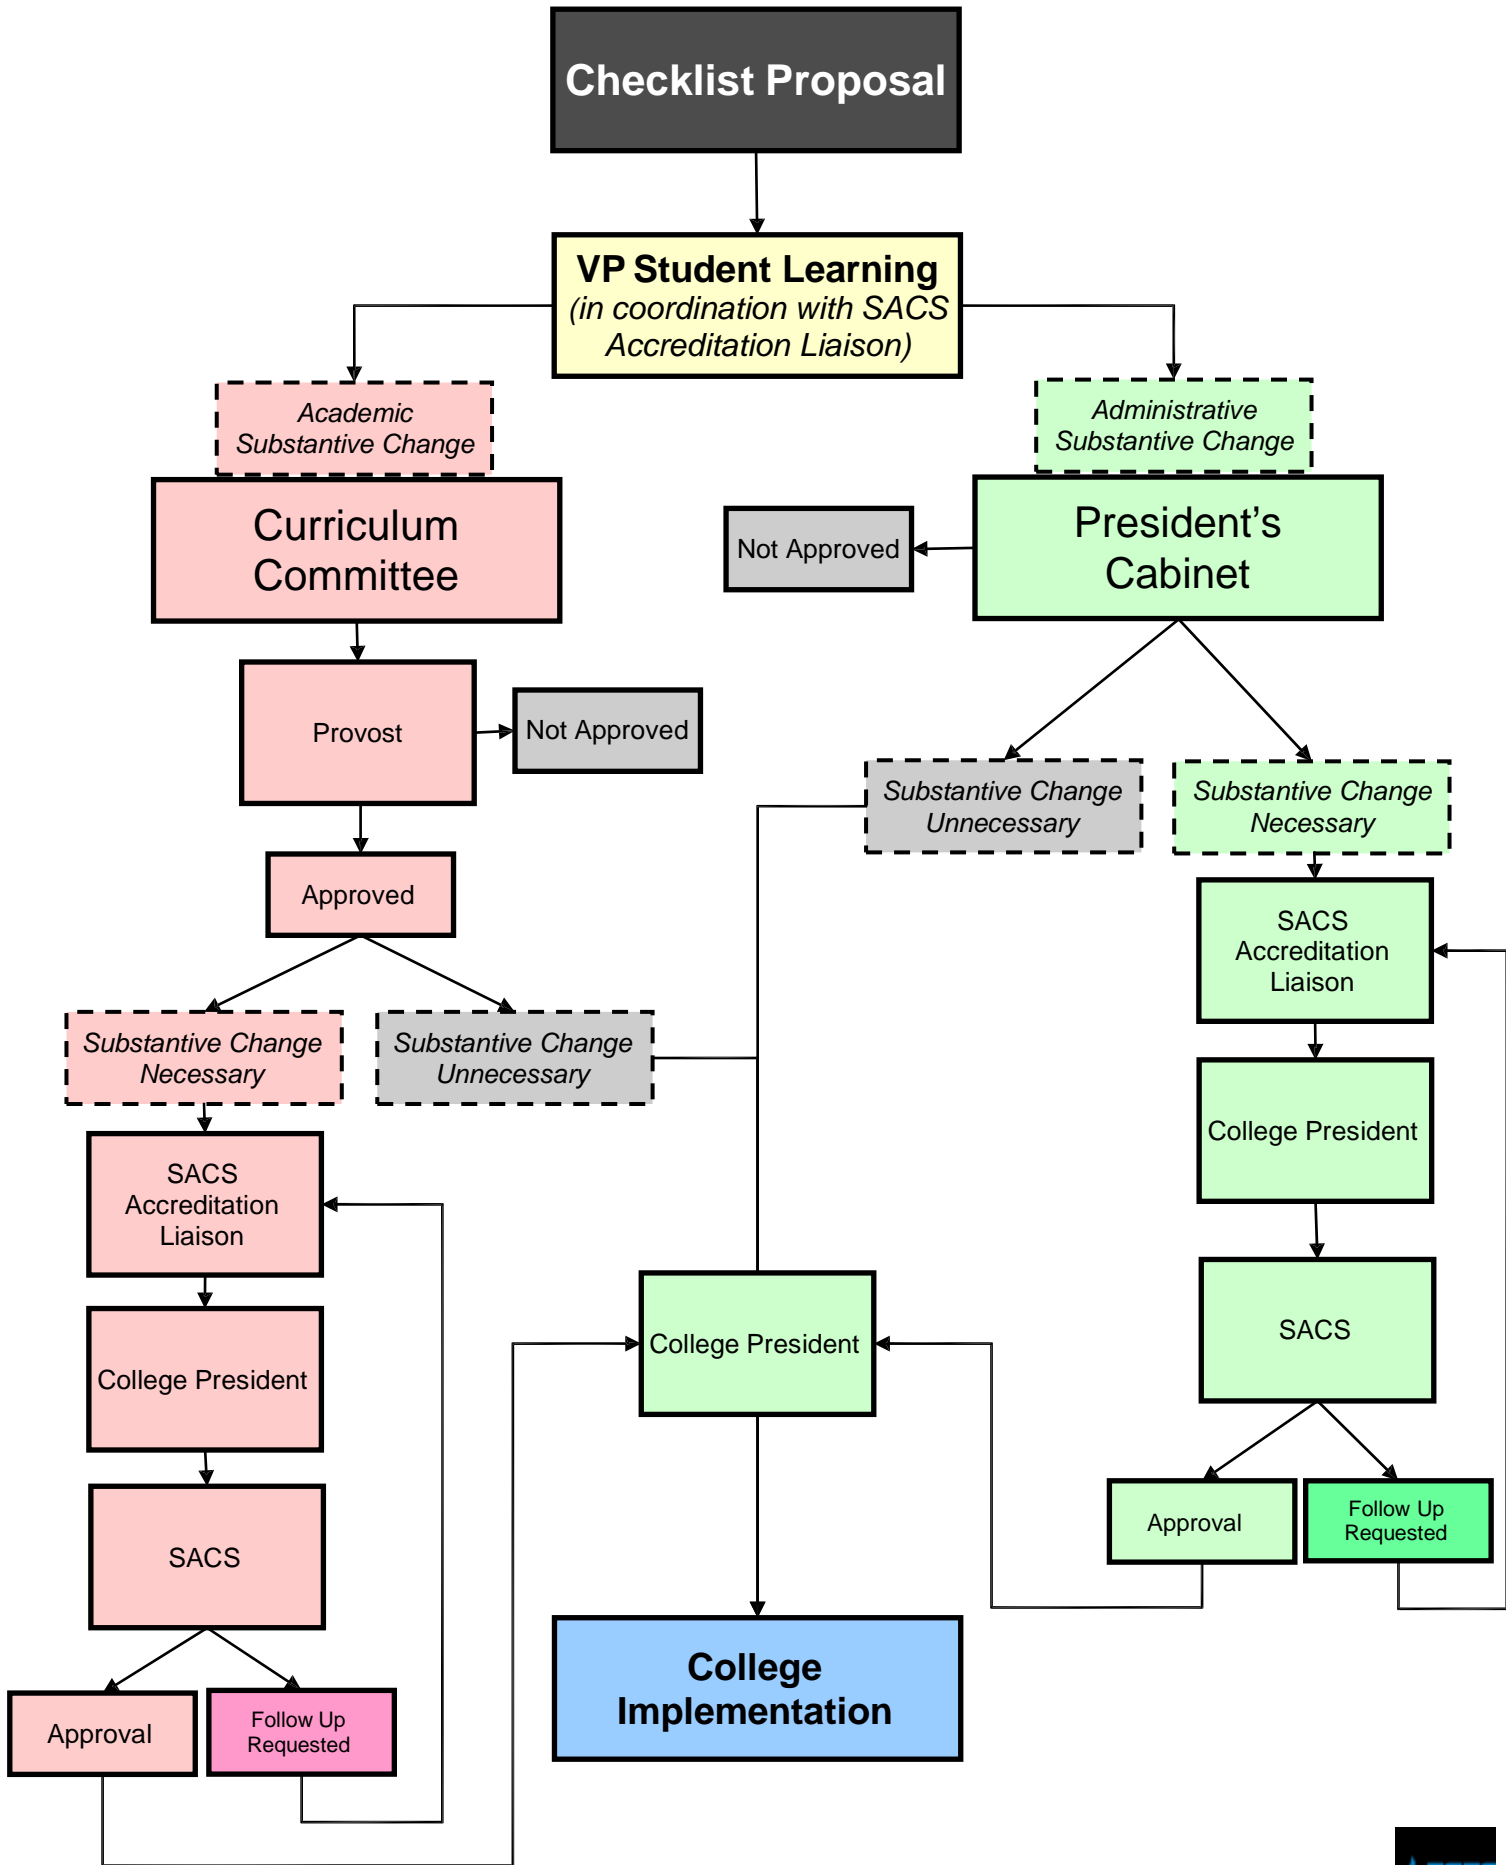 Checklist Proposal
VP Student Learning
(in coordination with SACS
Accreditation Liaison)
Academic
Substantive Change
Administrative
Substantive Change
Curriculum
Committee
Not Approved
President’s
Cabinet
Provost
Not Approved
Substantive Change
Unnecessary
Substantive Change
Necessary
Approved
SACS
Accreditation
Liaison
Substantive Change
Necessary
Substantive Change
Unnecessary
College President
SACS
Accreditation
Liaison
College President
SACS
College President
Approval
Follow Up
Requested
SACS
College
Implementation
Approval
Follow Up
Requested